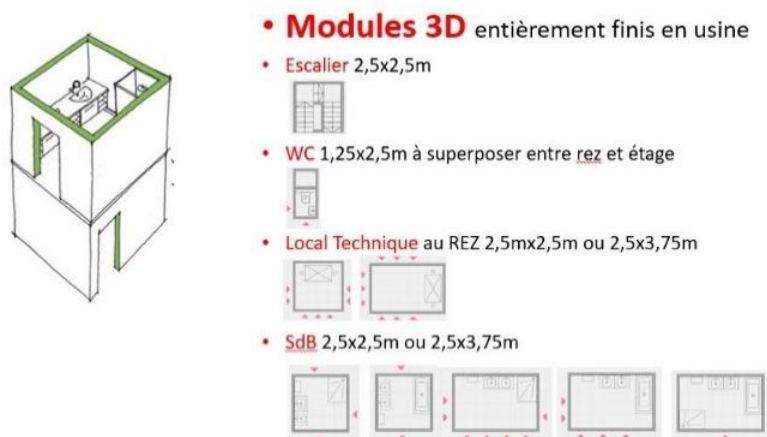 • Modules 3D entièrement finis en usine
• Escalier 2,5x2,5m
• WC 1,25x2,5m à superposer entre rez et étage
• Local Technique au REZ 2,5mx2,5m ou 2,5x3,75m
• SdB 2,5x2,5m ou 2,5x3,75m